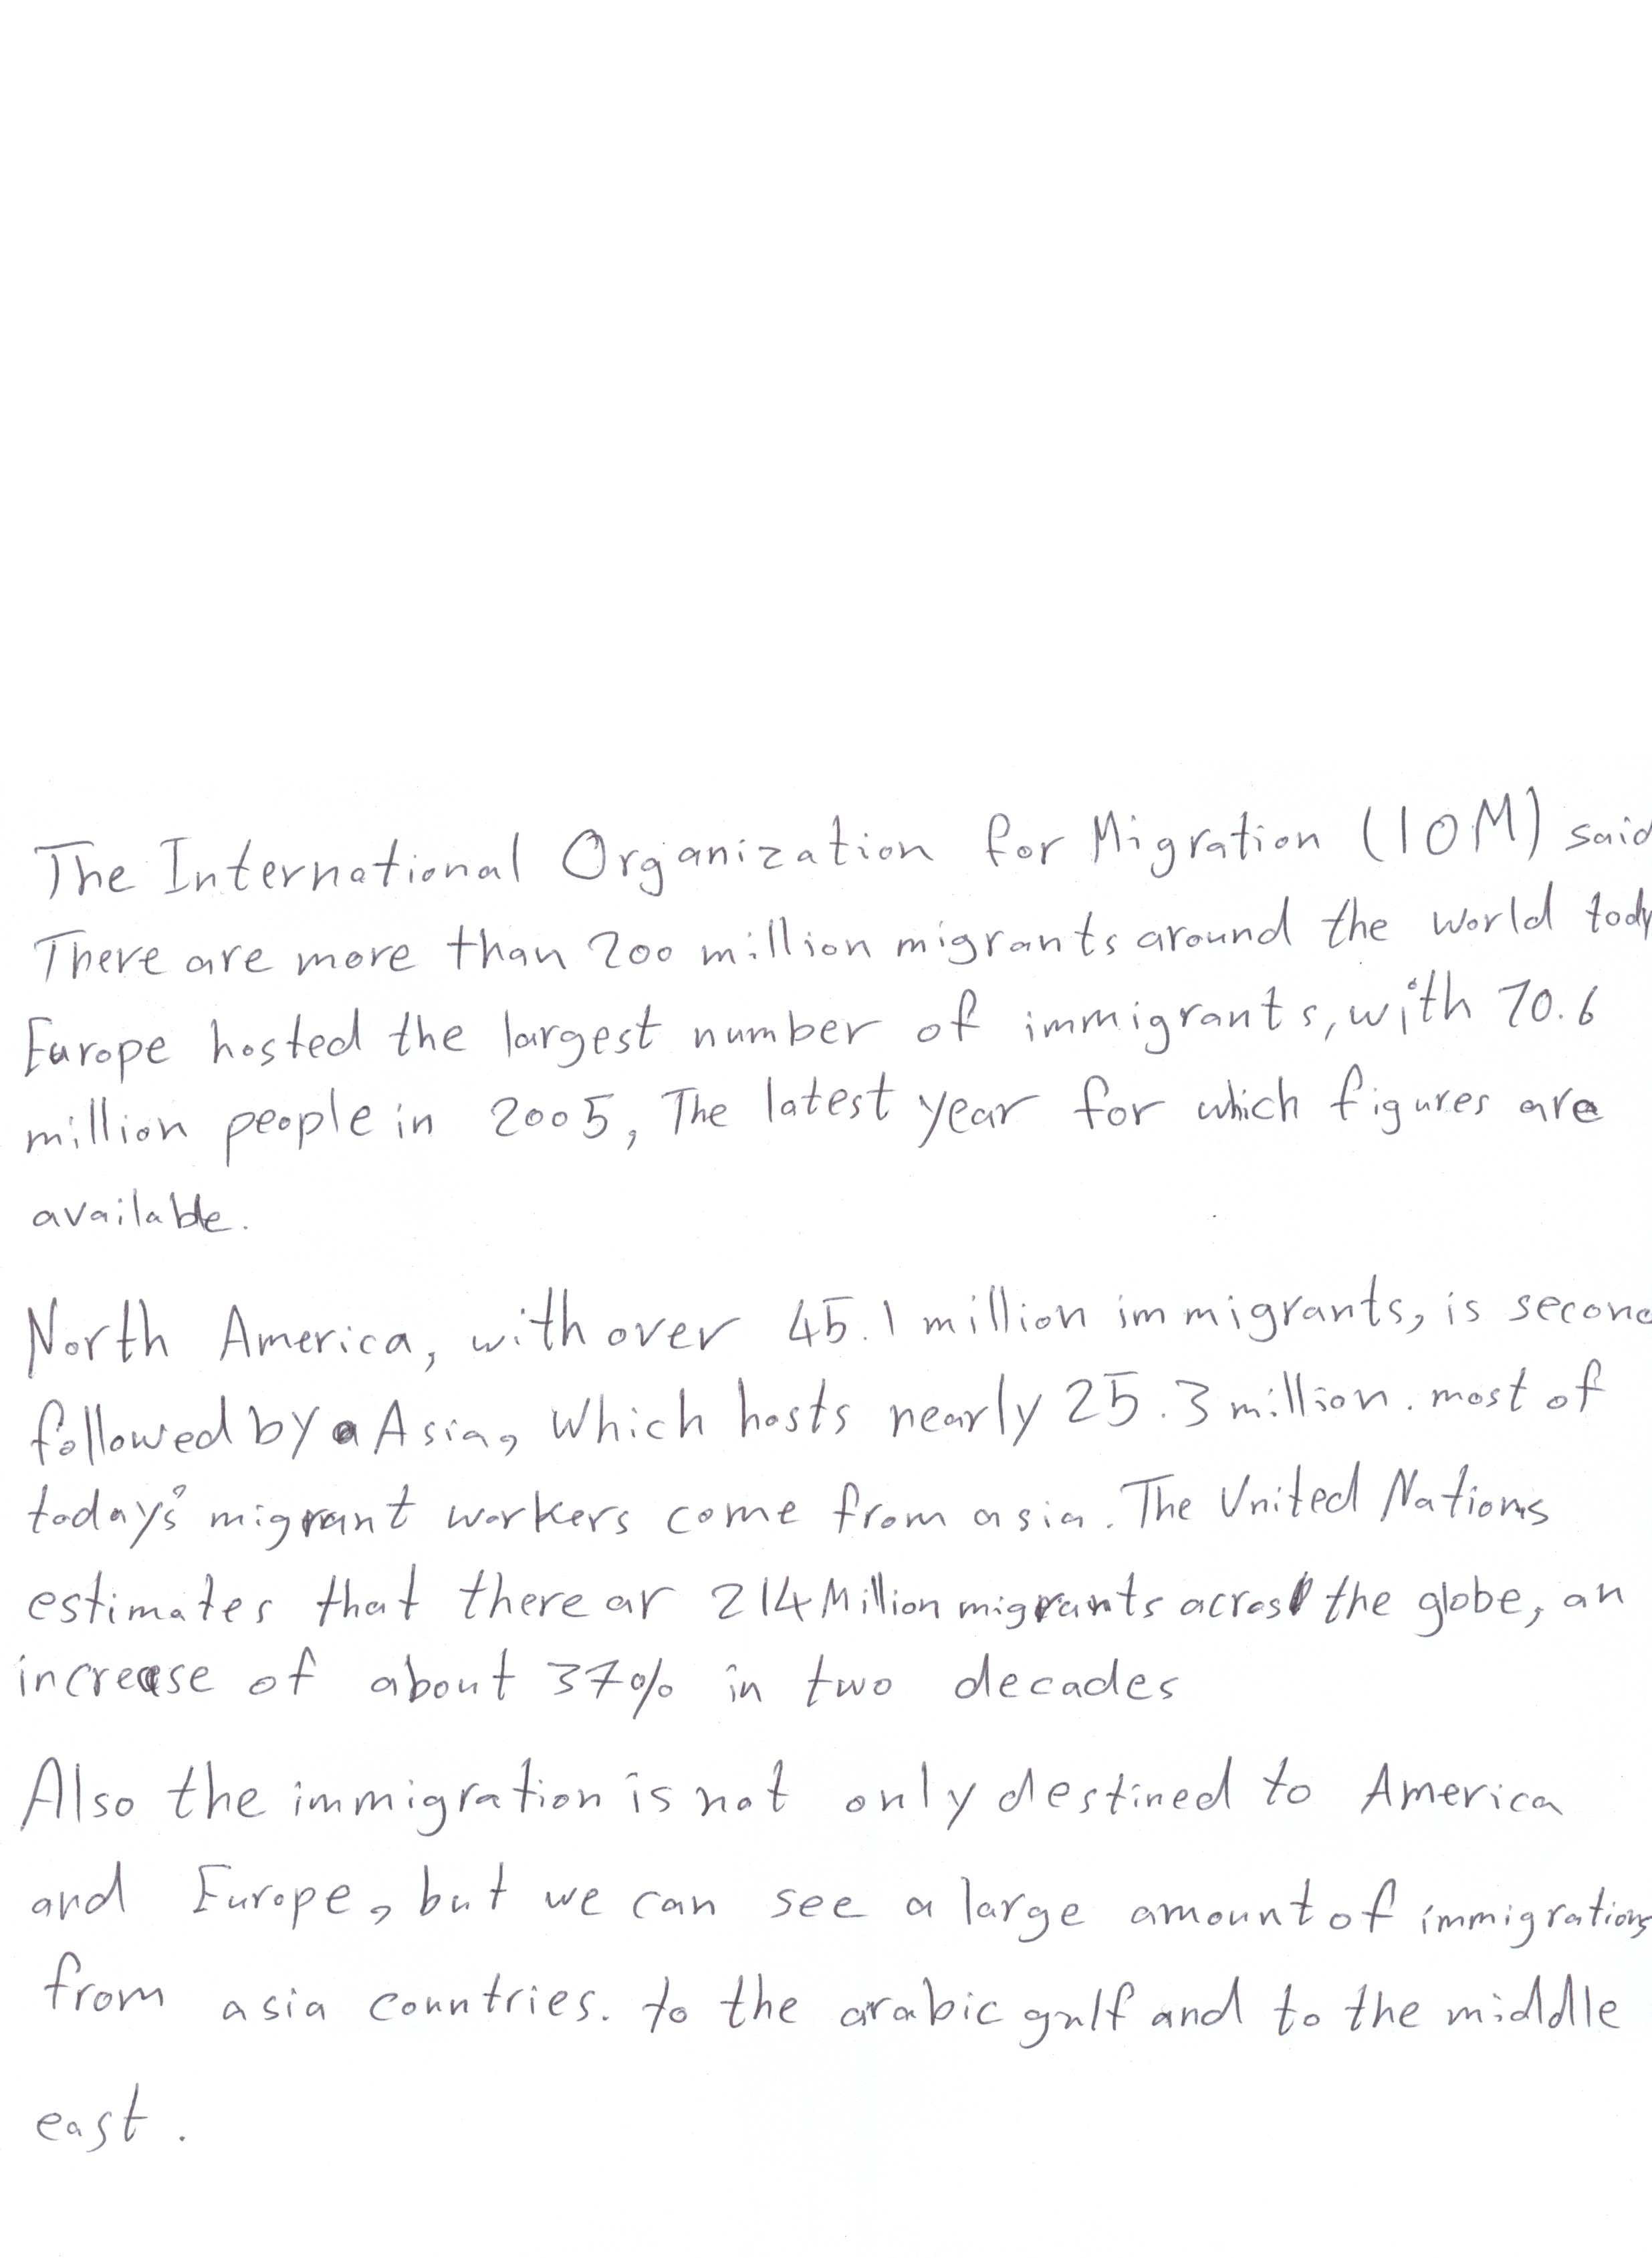 The International Organization for Migration (IOM) said
There are more than 200 million migrants around the world tody
Europe hosted the largest number of immigrants, with 70.6
million people in 2005, The latest year for which figures are
available.
North America, with over 45.1 million immigrants, is second
followed by a Asia, Which hosts nearly 25.3 million. most of
today's migrant workers come from asia. The United Nations
estimates that there ar 214 Million migrants across the globe, an
increase of about 37% in two decades
Also the immigration is not only destined to America
and Europe, but we can see a large amount of immigrations
from asia countries. to the arabic gulf and to the middle
east.